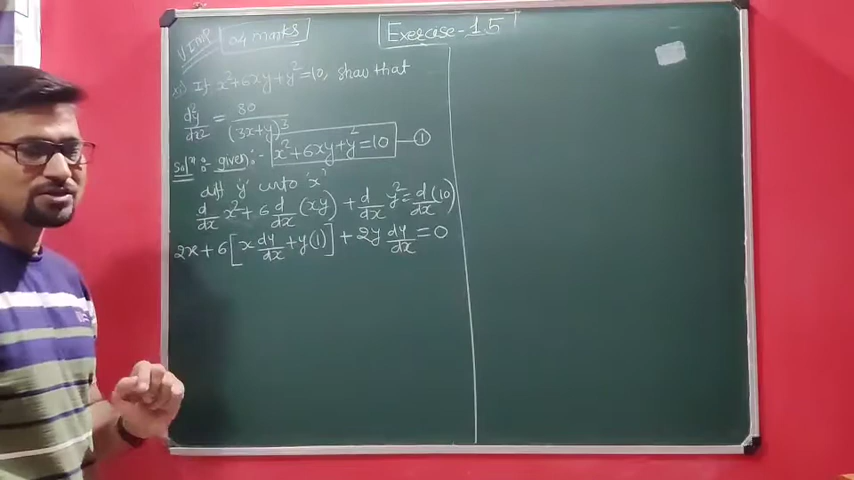 V.IMP 04 marks
Exercise - 1.5
x) If x²+6xy+y²=10, show that
d²y/dx² = 80/(3x+y)³
Solⁿ :- given :- x²+6xy+y²=10 — ①
diff 'y' w.r.to 'x'
d/dx x² + 6 d/dx (xy) + d/dx y² = d/dx (10)
2x + 6[x dy/dx + y(1)] + 2y dy/dx = 0